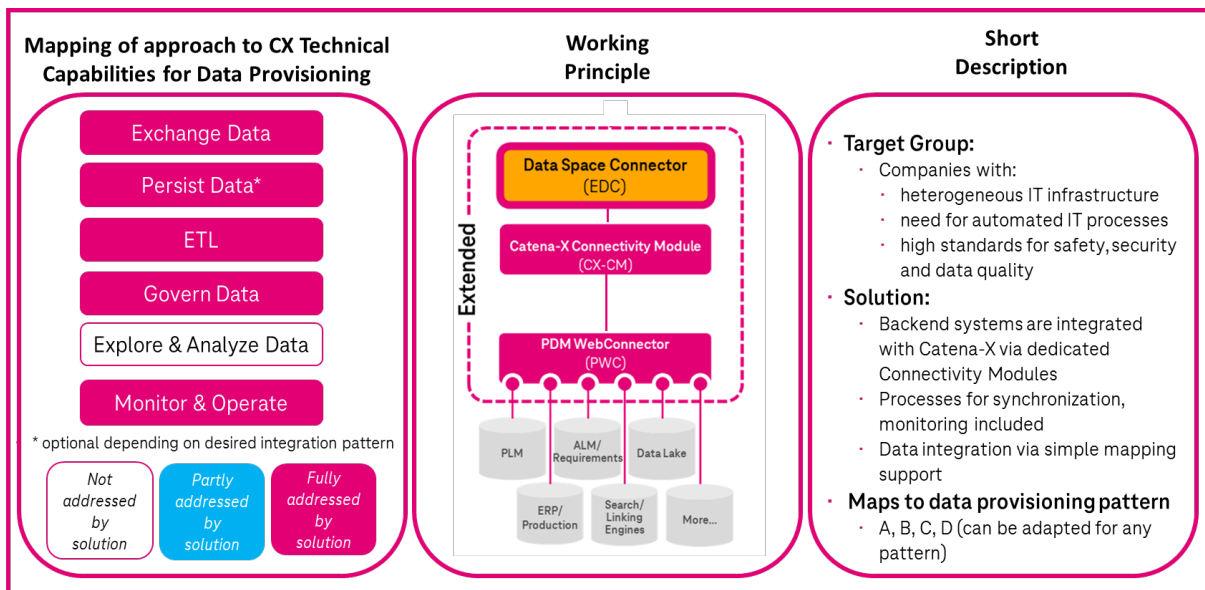 Mapping of approach to CX Technical
Capabilities for Data Provisioning
Exchange Data
Persist Data*
ETL
Govern Data
Explore & Analyze Data
Monitor & Operate
* optional depending on desired integration pattern
Not
addressed
by
solution
Partly
addressed
by
solution
Fully
addressed
by
solution
Working
Principle
Extended
Data Space Connector
(EDC)
Catena-X Connectivity Module
(CX-CM)
PDM WebConnector
(PWC)
PLM
ALM/
Requirements
Data Lake
ERP/
Production
Search/
Linking
Engines
More...
Short
Description
· Target Group:
· Companies with:
· heterogeneous IT infrastructure
· need for automated IT processes
· high standards for safety, security
and data quality
· Solution:
· Backend systems are integrated
with Catena-X via dedicated
Connectivity Modules
· Processes for synchronization,
monitoring included
· Data integration via simple mapping
support
· Maps to data provisioning pattern
· A, B, C, D (can be adapted for any
pattern)